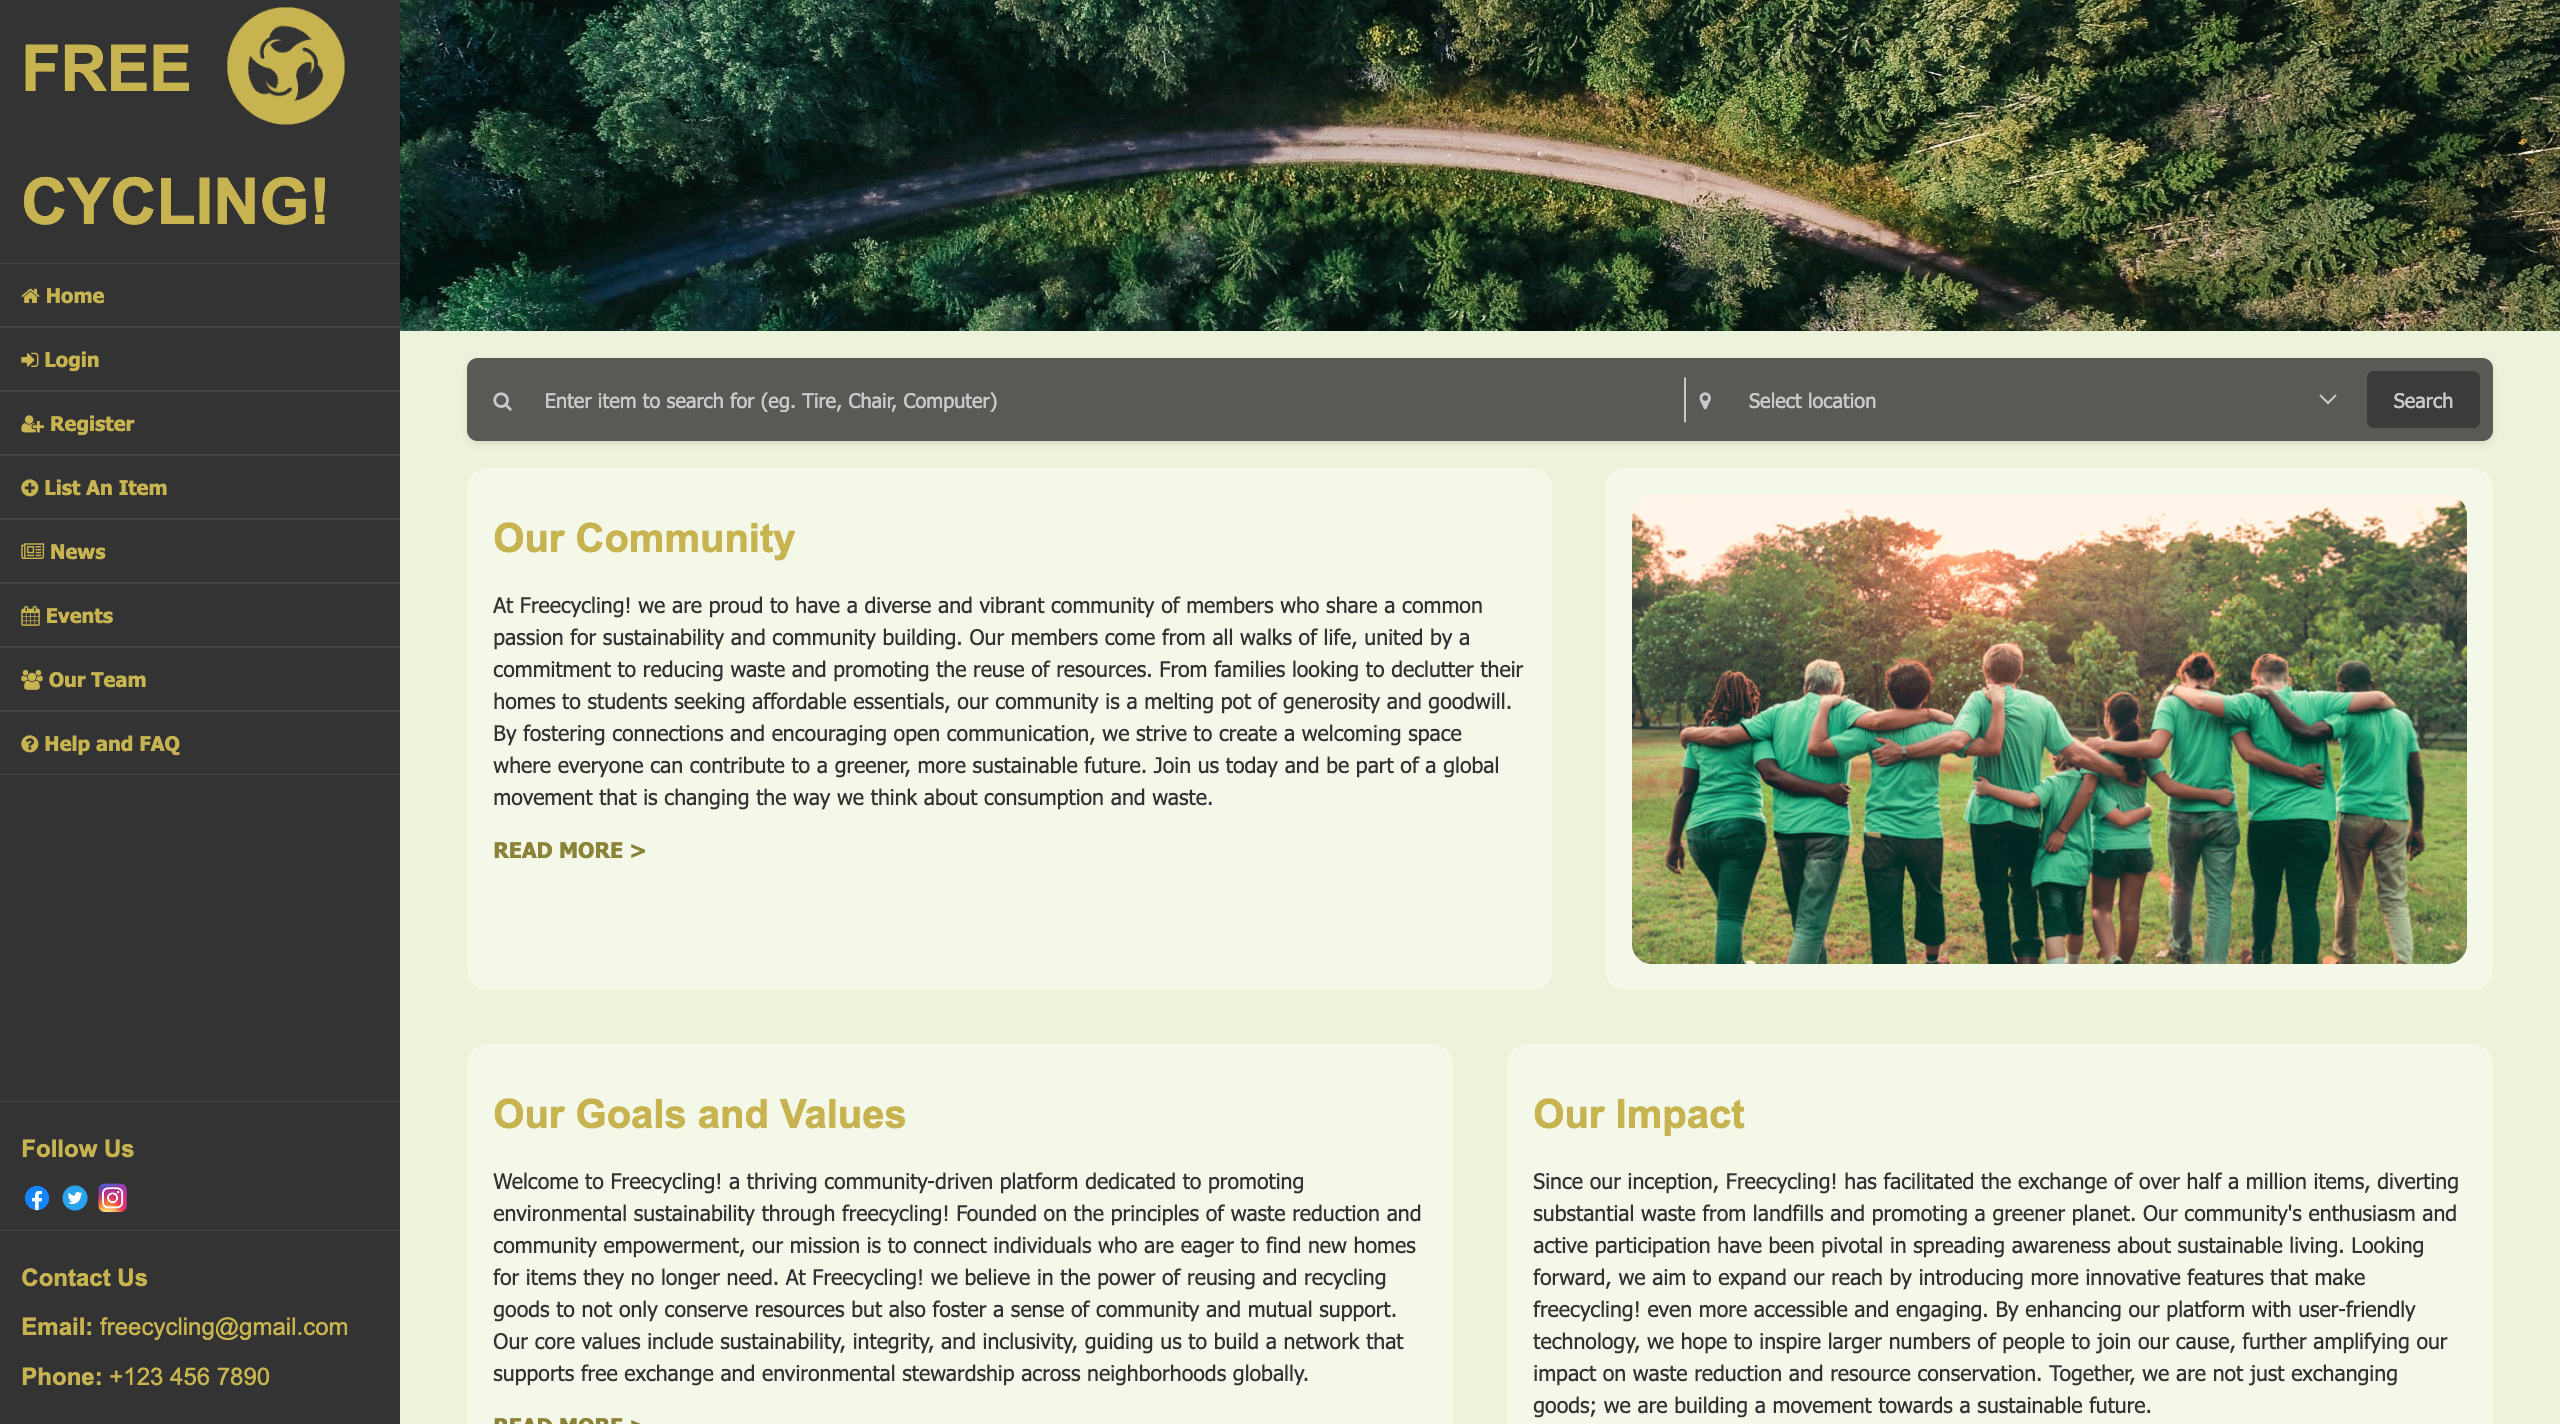 FREE
CYCLING!
Home
Login
Register
List An Item
News
Events
Our Team
Help and FAQ
Follow Us
Contact Us
Email: freecycling@gmail.com
Phone: +123 456 7890
Enter item to search for (eg. Tire, Chair, Computer)
Select location
Search
Our Community
At Freecycling! we are proud to have a diverse and vibrant community of members who share a common
passion for sustainability and community building. Our members come from all walks of life, united by a
commitment to reducing waste and promoting the reuse of resources. From families looking to declutter their
homes to students seeking affordable essentials, our community is a melting pot of generosity and goodwill.
By fostering connections and encouraging open communication, we strive to create a welcoming space
where everyone can contribute to a greener, more sustainable future. Join us today and be part of a global
movement that is changing the way we think about consumption and waste.
READ MORE >
Our Goals and Values
Welcome to Freecycling! a thriving community-driven platform dedicated to promoting
environmental sustainability through freecycling! Founded on the principles of waste reduction and
community empowerment, our mission is to connect individuals who are eager to find new homes
for items they no longer need. At Freecycling! we believe in the power of reusing and recycling
goods to not only conserve resources but also foster a sense of community and mutual support.
Our core values include sustainability, integrity, and inclusivity, guiding us to build a network that
supports free exchange and environmental stewardship across neighborhoods globally.
READ MORE >
Our Impact
Since our inception, Freecycling! has facilitated the exchange of over half a million items, diverting
substantial waste from landfills and promoting a greener planet. Our community's enthusiasm and
active participation have been pivotal in spreading awareness about sustainable living. Looking
forward, we aim to expand our reach by introducing more innovative features that make
freecycling! even more accessible and engaging. By enhancing our platform with user-friendly
technology, we hope to inspire larger numbers of people to join our cause, further amplifying our
impact on waste reduction and resource conservation. Together, we are not just exchanging
goods; we are building a movement towards a sustainable future.